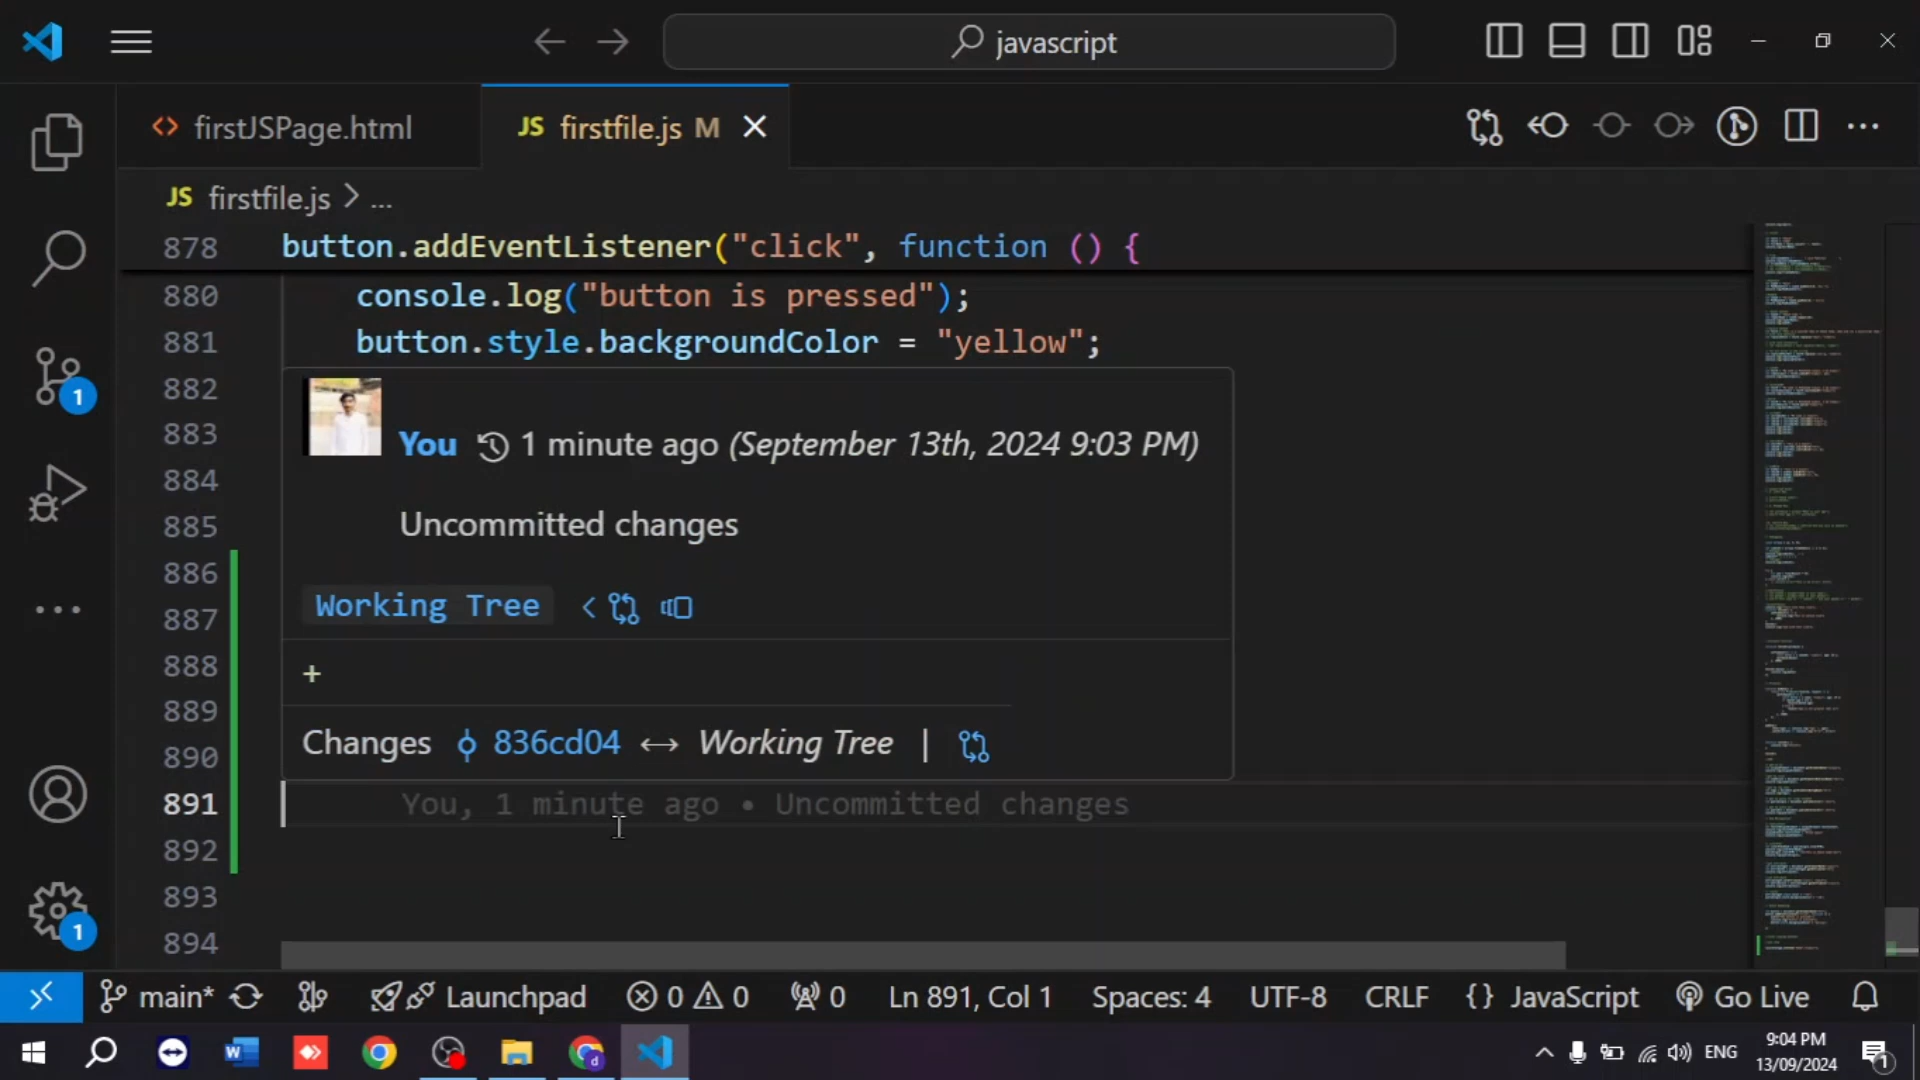 javascript
firstJSPage.html
JS firstfile.js M
JS firstfile.js > ...
878 button.addEventListener("click", function () {
880 console.log("button is pressed");
881 button.style.backgroundColor = "yellow";
882
883
884
885
886
887
888
889
890
891
892
893
894
You 1 minute ago (September 13th, 2024 9:03 PM)
Uncommitted changes
Working Tree
+
Changes 836cd04 ↔ Working Tree |
You, 1 minute ago • Uncommitted changes
1
1
main* Launchpad 0 0 0 Ln 891, Col 1 Spaces: 4 UTF-8 CRLF {} JavaScript Go Live
ENG
9:04 PM
13/09/2024
1